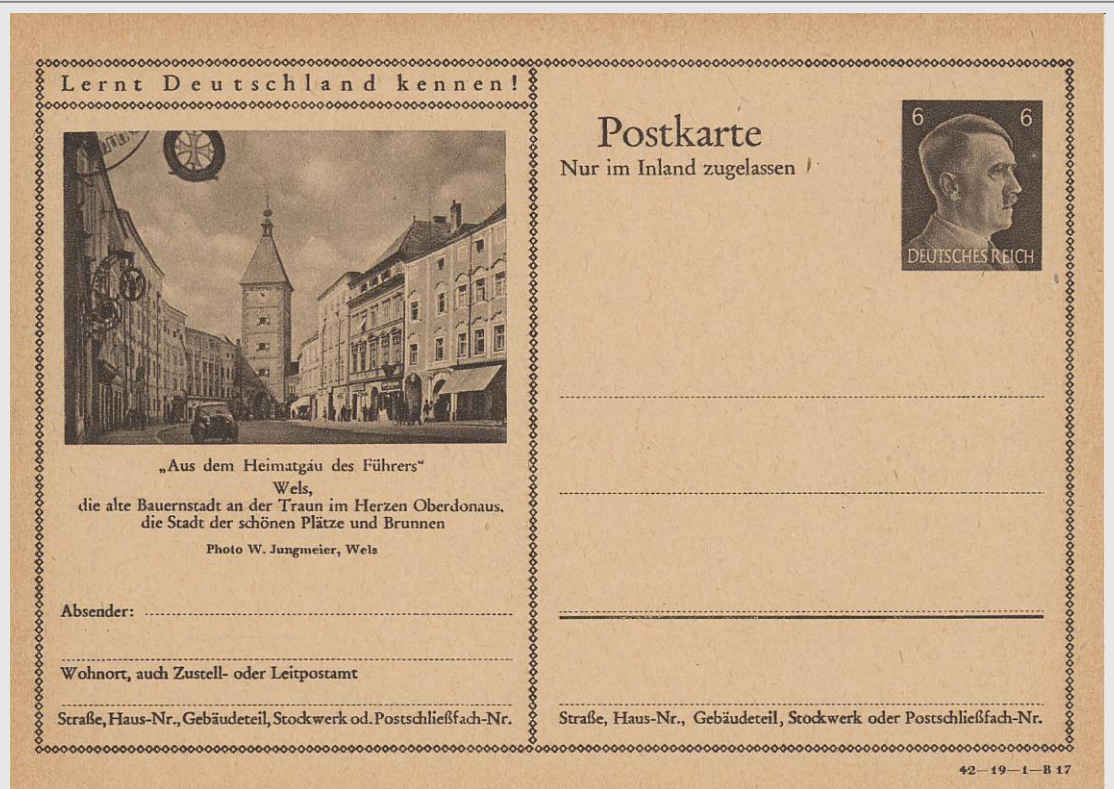 Lernt Deutschland kennen!
„Aus dem Heimatgau des Führers“
Wels,
die alte Bauernstadt an der Traun im Herzen Oberdonaus,
die Stadt der schönen Plätze und Brunnen
Photo W. Jungmeier, Wels
Absender:
Wohnort, auch Zustell- oder Leitpostamt
Straße, Haus-Nr., Gebäudeteil, Stockwerk od. Postschließfach-Nr.
Postkarte
Nur im Inland zugelassen
6 6
DEUTSCHES REICH
Straße, Haus-Nr., Gebäudeteil, Stockwerk oder Postschließfach-Nr.
42—19—1—B 17